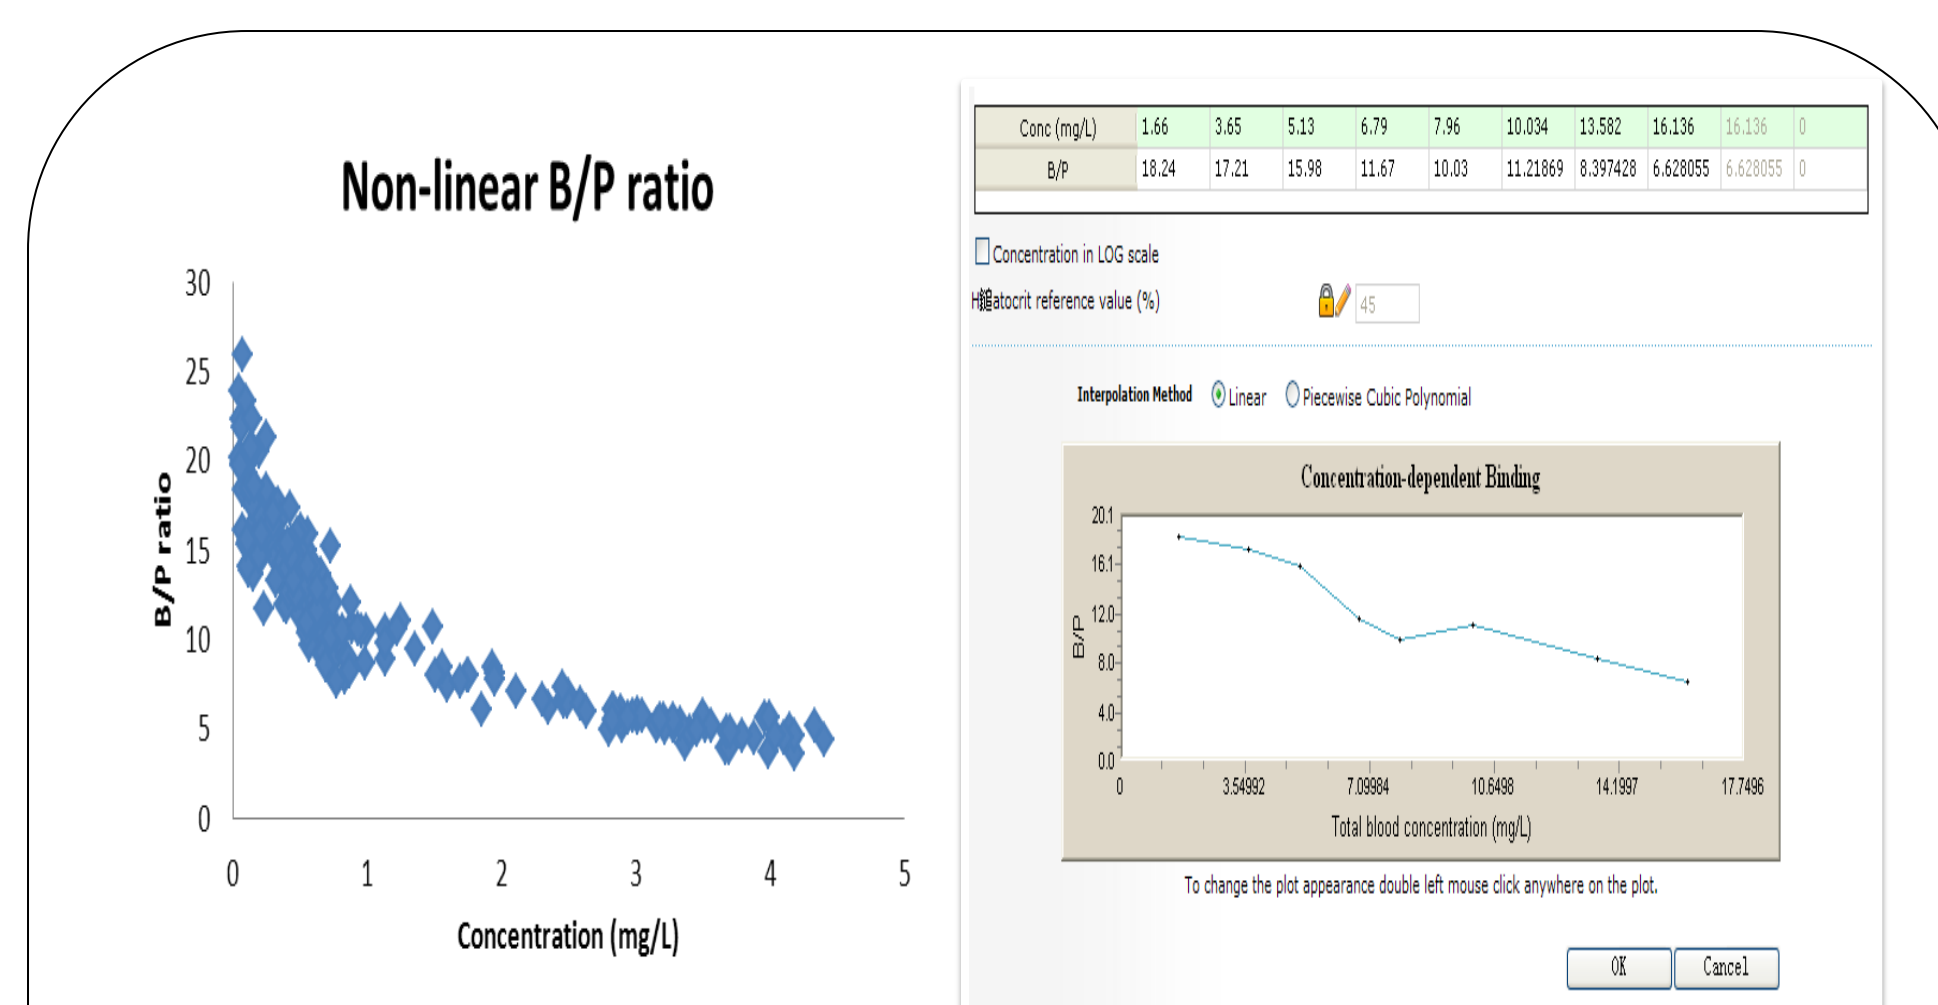 Non-linear B/P ratio
30
25
20
15
10
5
0
B/P ratio
0 1 2 3 4 5
Concentration (mg/L)
Conc (mg/L) 1.66 3.65 5.13 6.79 7.96 10.034 13.582 16.136 16.136 0
B/P 18.24 17.21 15.98 11.67 10.03 11.21869 8.397428 6.628055 6.628055 0
Concentration in LOG scale
reference value (%) 45
Interpolation Method Linear Piecewise Cubic Polynomial
Concentration-dependent Binding
20.1
16.1
12.0
8.0
4.0
0.0
B/P
0 3.54992 7.09984 10.6498 14.1997 17.7496
Total blood concentration (mg/L)
To change the plot appearance double left mouse click anywhere on the plot.
OK Cancel